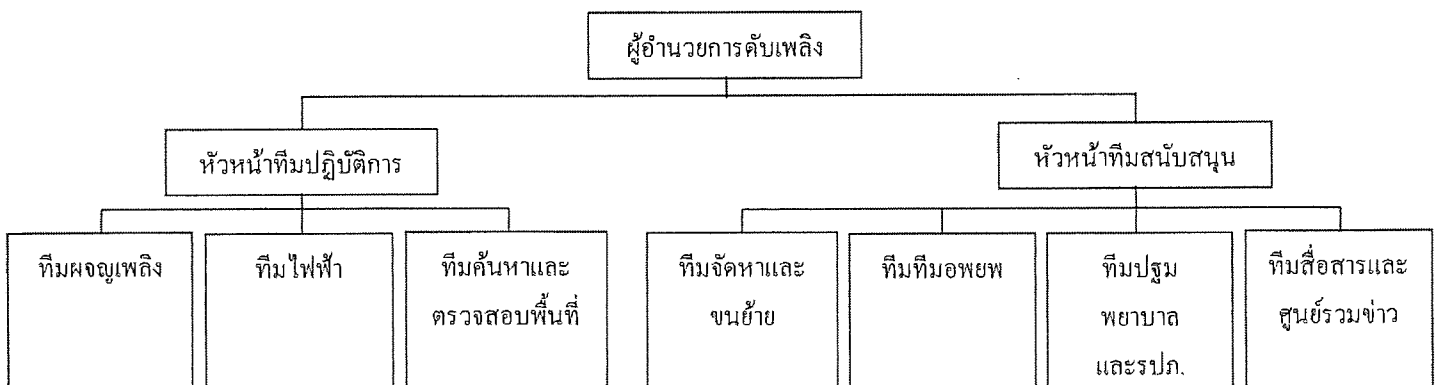 ผู้อำนวยการดับเพลิง
หัวหน้าทีมปฏิบัติการ
หัวหน้าทีมสนับสนุน
ทีมผจญเพลิง
ทีมไฟฟ้า
ทีมค้นหาและ
ตรวจสอบพื้นที่
ทีมจัดหาและ
ขนย้าย
ทีมทีมอพยพ
ทีมปฐม
พยาบาล
และรปภ.
ทีมสื่อสารและ
ศูนย์รวมข่าว